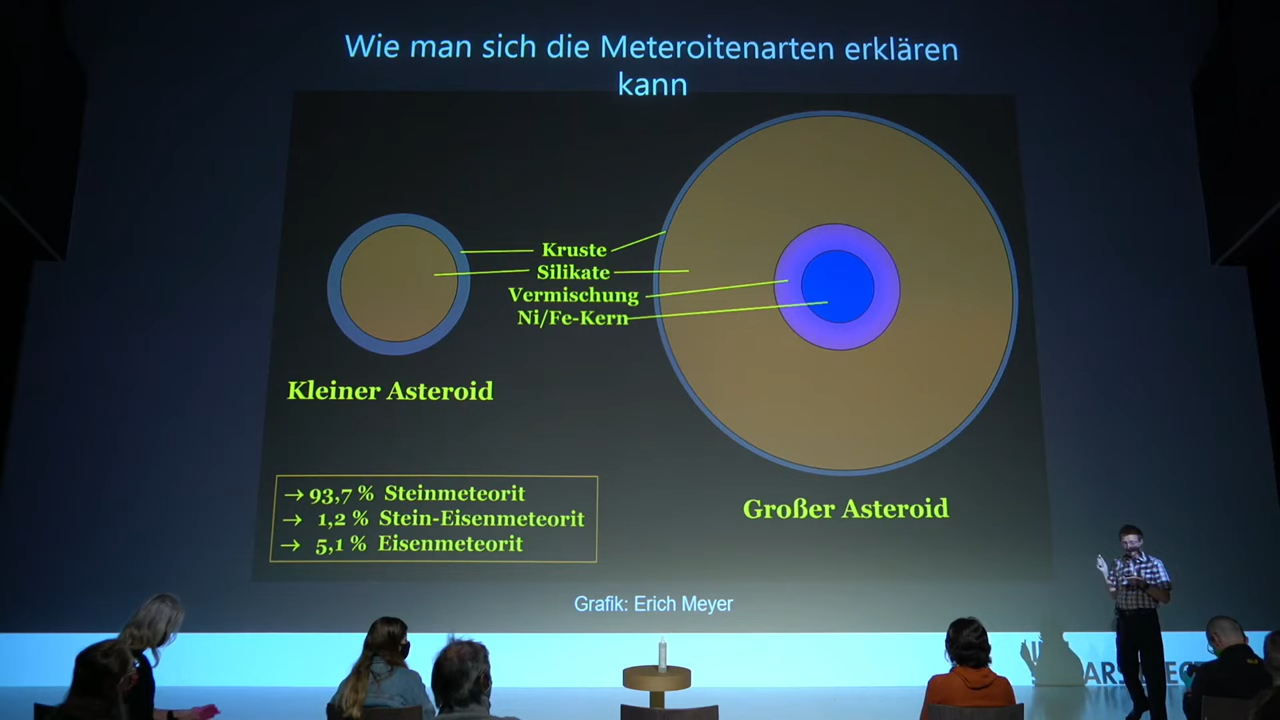 Wie man sich die Meteroitenarten erklären
kann
Kruste
Silikate
Vermischung
Ni/Fe-Kern
Kleiner Asteroid
Großer Asteroid
→ 93,7 % Steinmeteorit
→ 1,2 % Stein-Eisenmeteorit
→ 5,1 % Eisenmeteorit
Grafik: Erich Meyer